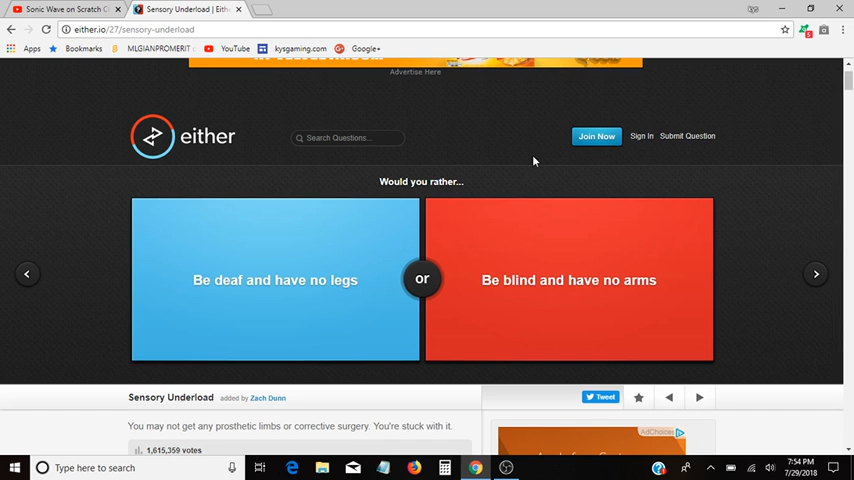 Sonic Wave on Scratch
Sensory Underload | Eith
either.io/27/sensory-underload
Apps
Bookmarks
MLGIANPROMERIT
YouTube
kysgaming.com
Google+
Advertise Here
either
Search Questions...
Join Now
Sign In
Submit Question
Would you rather...
Be deaf and have no legs
or
Be blind and have no arms
Sensory Underload
added by Zach Dunn
Tweet
You may not get any prosthetic limbs or corrective surgery. You're stuck with it.
AdChoices
1,615,359 votes
Type here to search
7:54 PM
7/29/2018